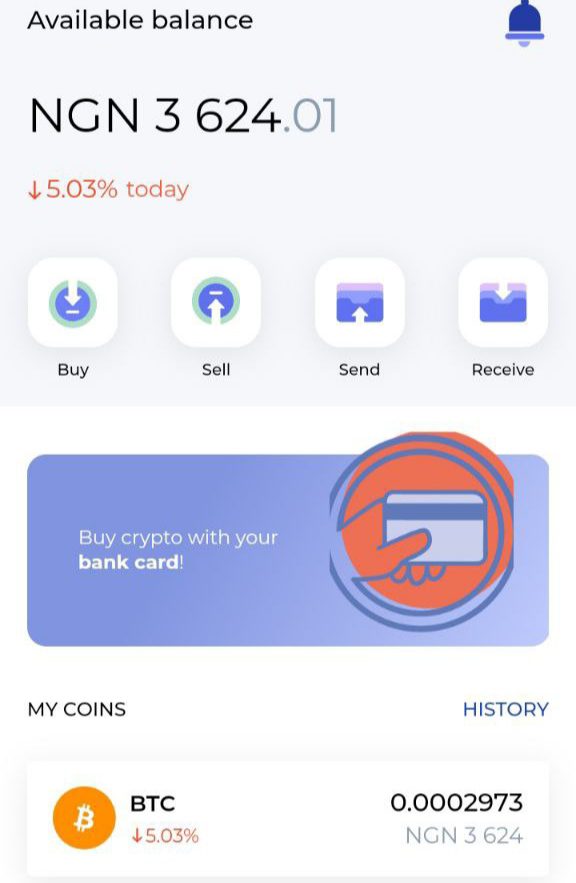 Available balance
NGN 3 624.01
↓5.03% today
Buy Sell Send Receive
Buy crypto with your
bank card!
MY COINS HISTORY
BTC 0.0002973
↓5.03% NGN 3 624